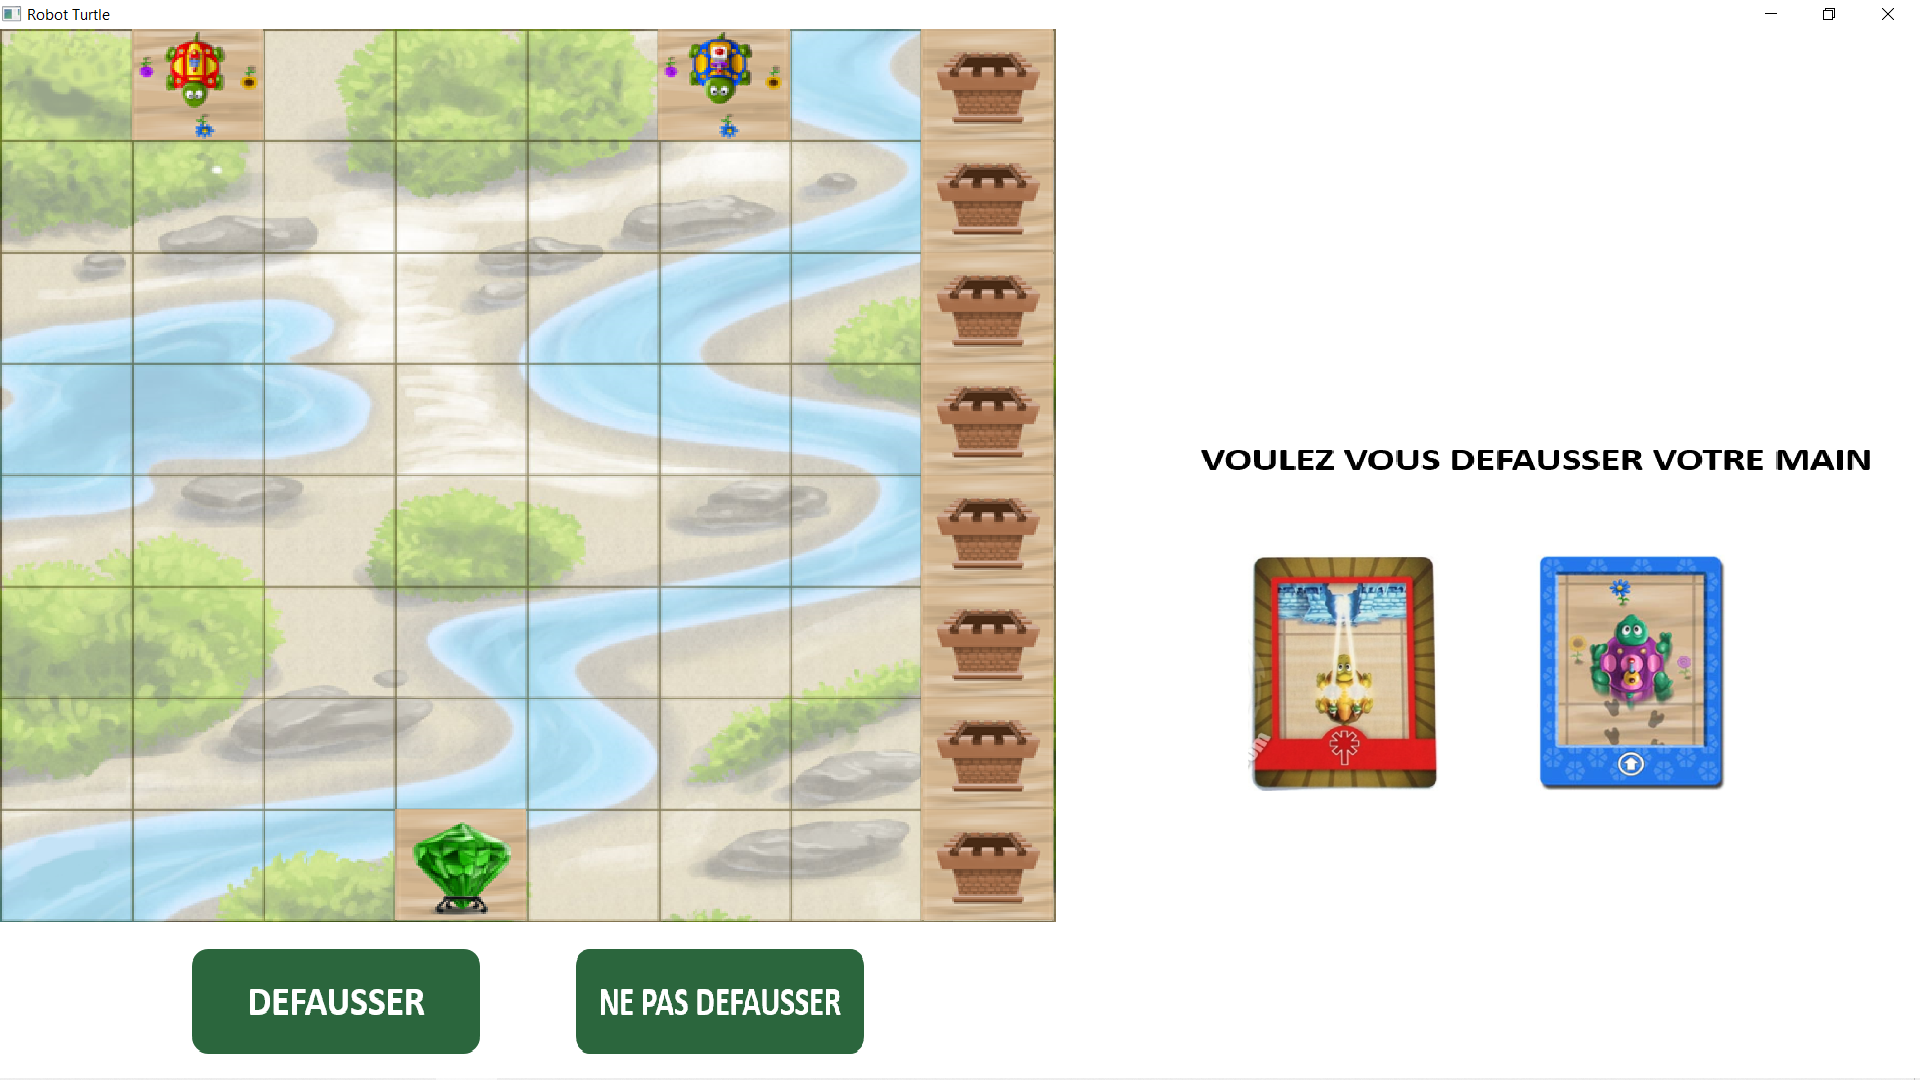 Robot Turtle
VOULEZ VOUS DEFAUSSER VOTRE MAIN
DEFAUSSER
NE PAS DEFAUSSER